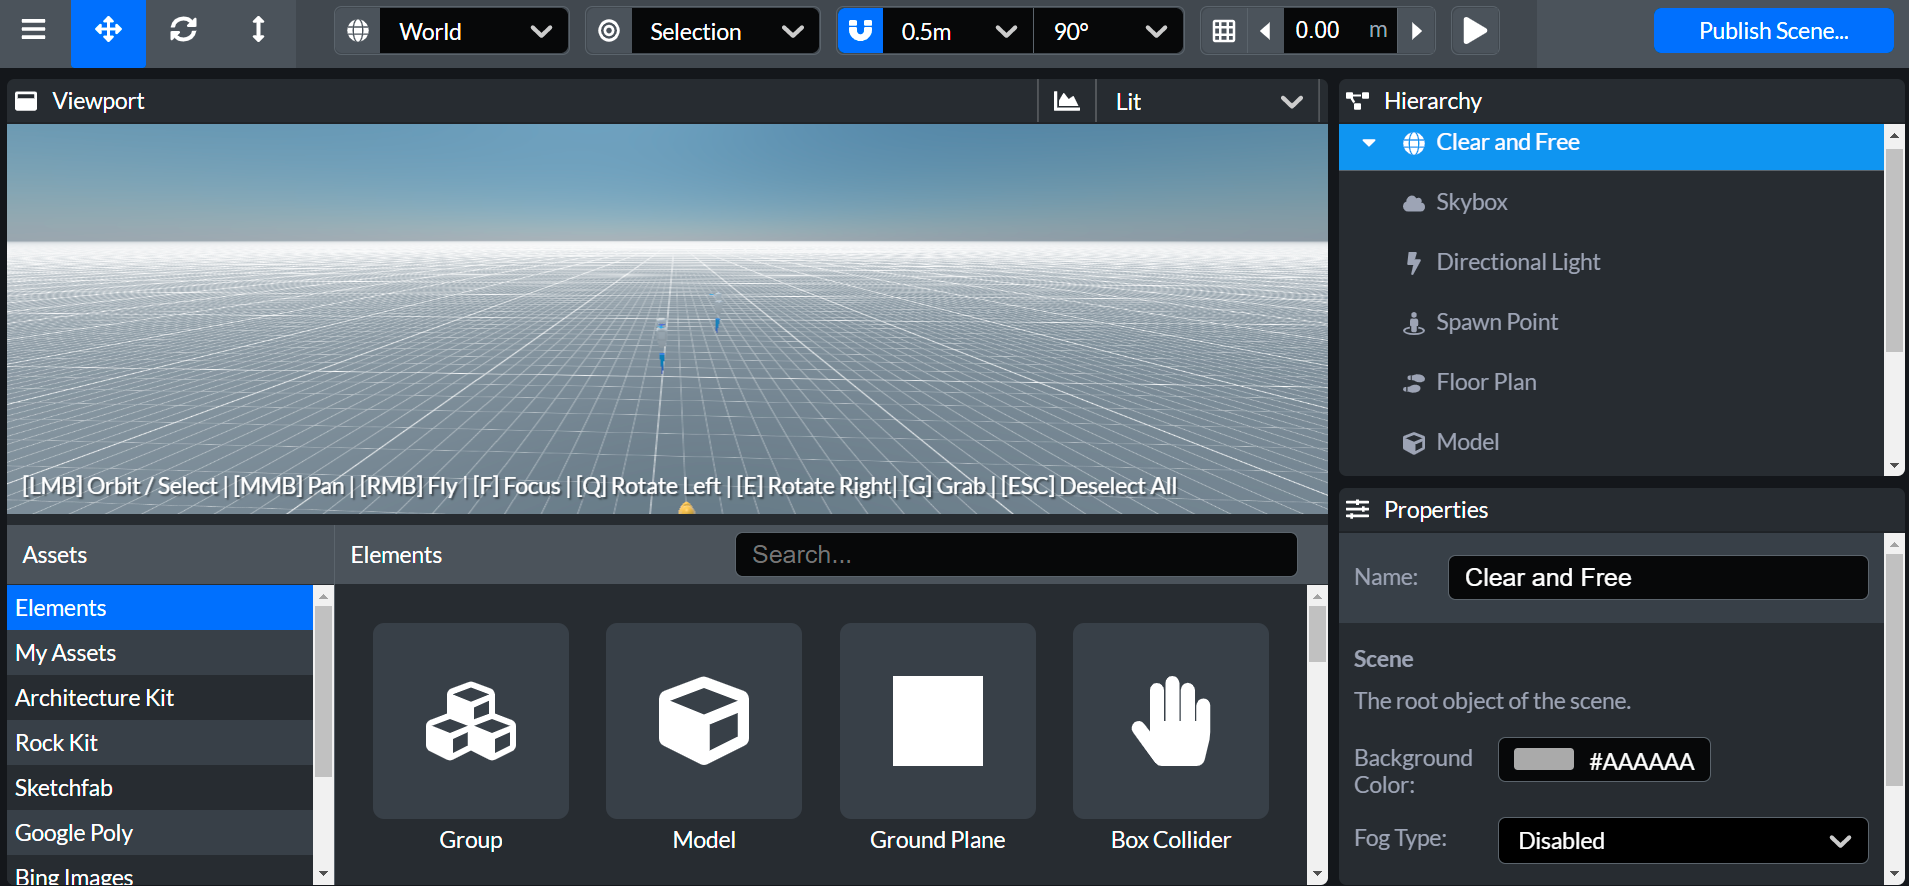 World
Selection
0.5m
90°
0.00 m
Publish Scene...
Viewport
Lit
[LMB] Orbit / Select | [MMB] Pan | [RMB] Fly | [F] Focus | [Q] Rotate Left | [E] Rotate Right| [G] Grab | [ESC] Deselect All
Hierarchy
Clear and Free
Skybox
Directional Light
Spawn Point
Floor Plan
Model
Assets
Elements
My Assets
Architecture Kit
Rock Kit
Sketchfab
Google Poly
Bing Images
Elements
Search...
Group
Model
Ground Plane
Box Collider
Properties
Name: Clear and Free
Scene
The root object of the scene.
Background
Color:
#AAAAAA
Fog Type: Disabled